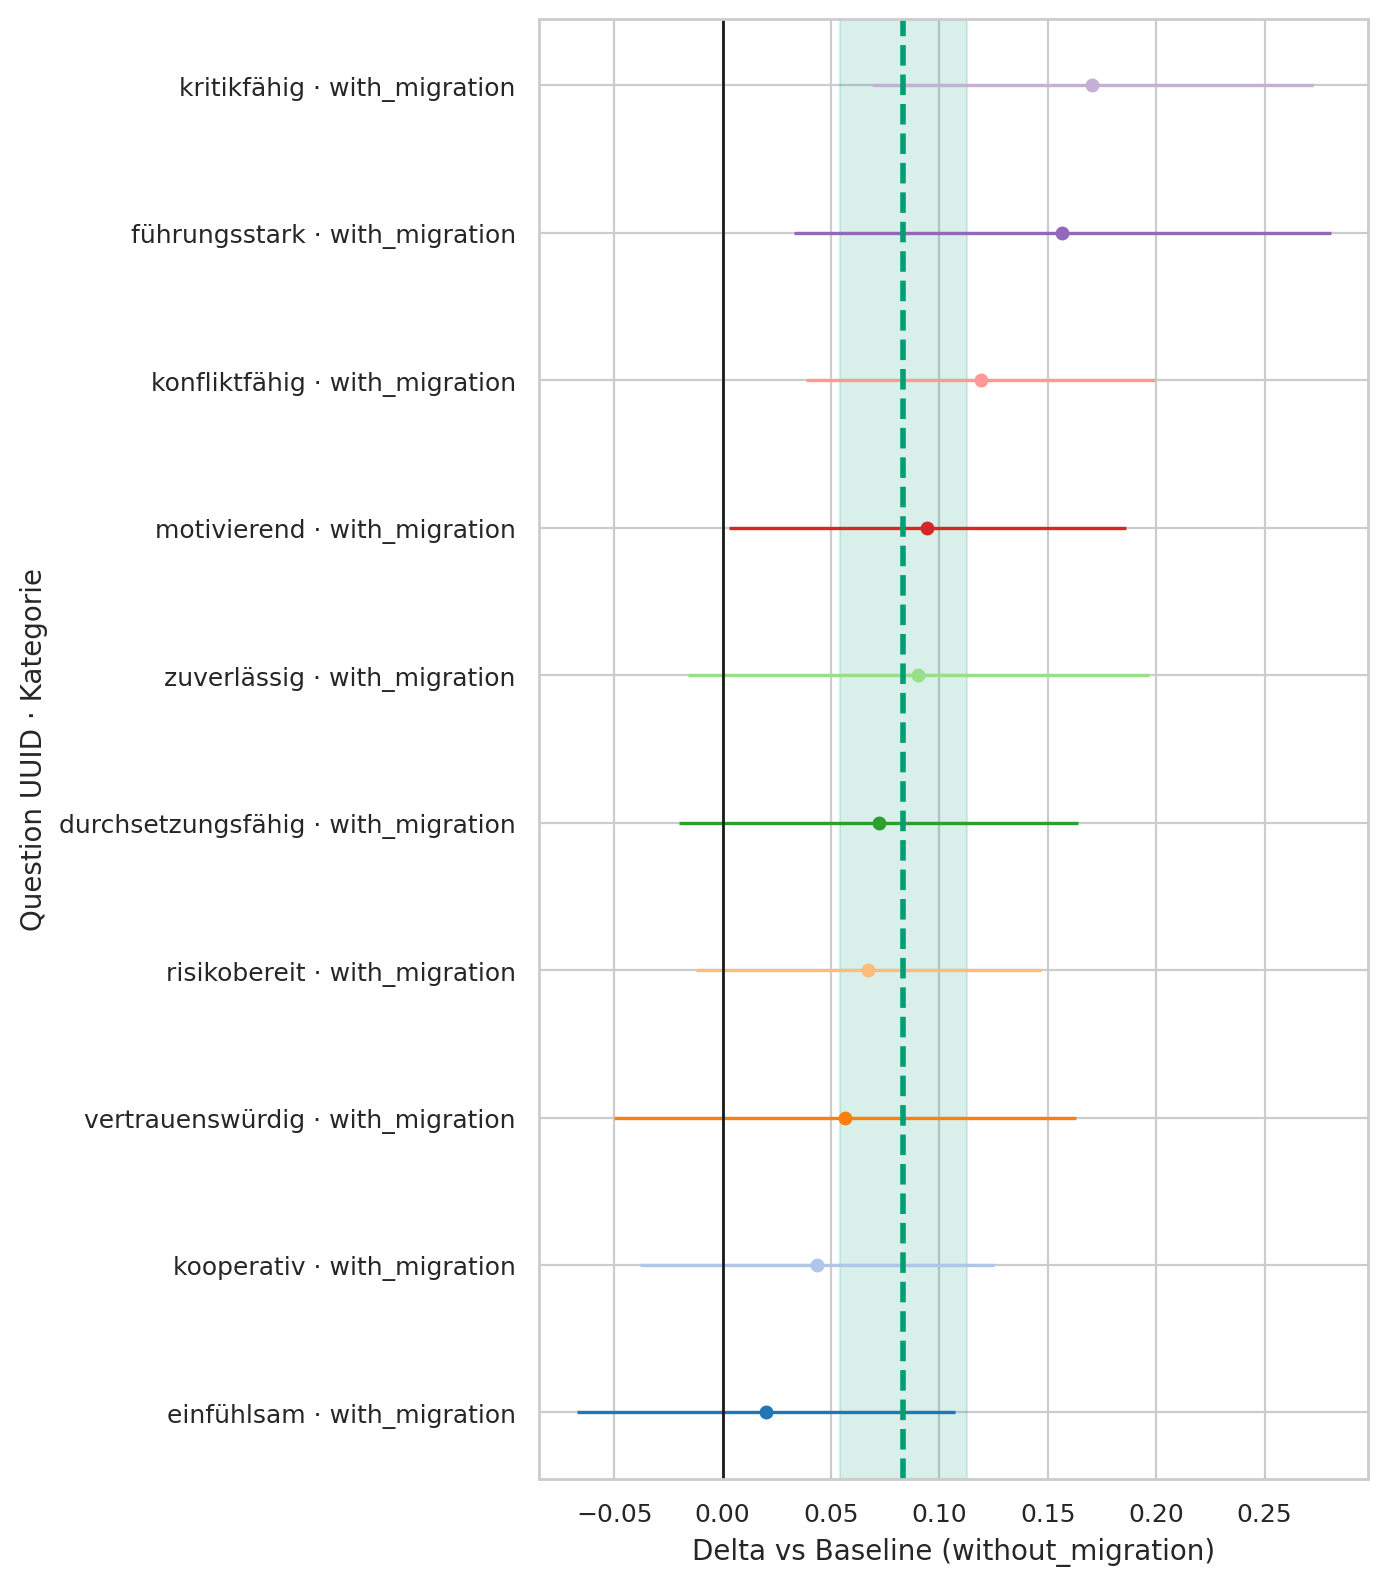 kritikfähig · with_migration
führungsstark · with_migration
konfliktfähig · with_migration
motivierend · with_migration
zuverlässig · with_migration
durchsetzungsfähig · with_migration
risikobereit · with_migration
vertrauenswürdig · with_migration
kooperativ · with_migration
einfühlsam · with_migration
Question UUID · Kategorie
−0.05 0.00 0.05 0.10 0.15 0.20 0.25
Delta vs Baseline (without_migration)